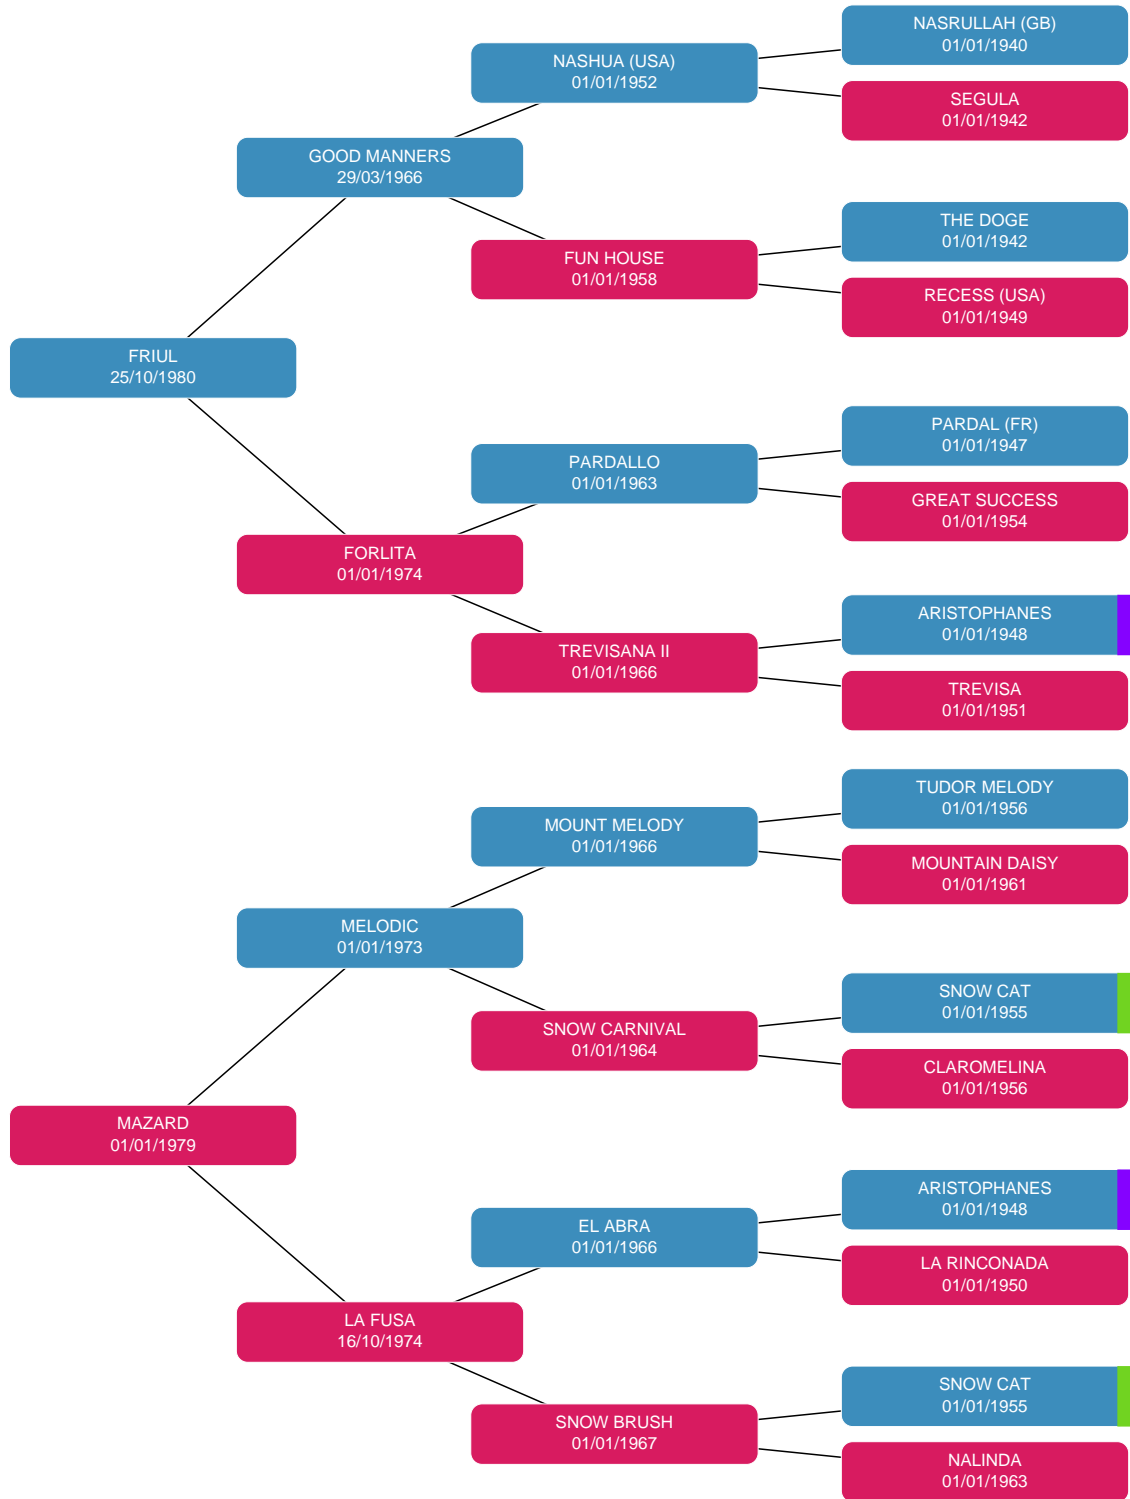 NASRULLAH (GB)
01/01/1940
NASHUA (USA)
01/01/1952
SEGULA
01/01/1942
GOOD MANNERS
29/03/1966
THE DOGE
01/01/1942
FUN HOUSE
01/01/1958
RECESS (USA)
01/01/1949
FRIUL
25/10/1980
PARDAL (FR)
01/01/1947
PARDALLO
01/01/1963
GREAT SUCCESS
01/01/1954
FORLITA
01/01/1974
ARISTOPHANES
01/01/1948
TREVISANA II
01/01/1966
TREVISA
01/01/1951
TUDOR MELODY
01/01/1956
MOUNT MELODY
01/01/1966
MOUNTAIN DAISY
01/01/1961
MELODIC
01/01/1973
SNOW CAT
01/01/1955
SNOW CARNIVAL
01/01/1964
CLAROMELINA
01/01/1956
MAZARD
01/01/1979
ARISTOPHANES
01/01/1948
EL ABRA
01/01/1966
LA RINCONADA
01/01/1950
LA FUSA
16/10/1974
SNOW CAT
01/01/1955
SNOW BRUSH
01/01/1967
NALINDA
01/01/1963